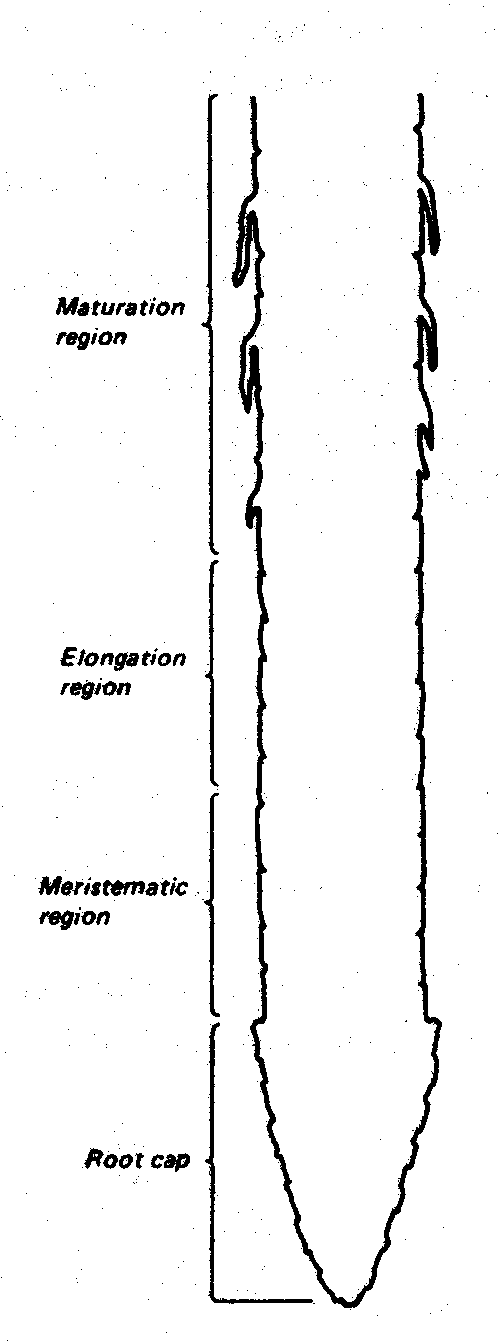 Maturation
region
Elongation
region
Meristematic
region
Root cap